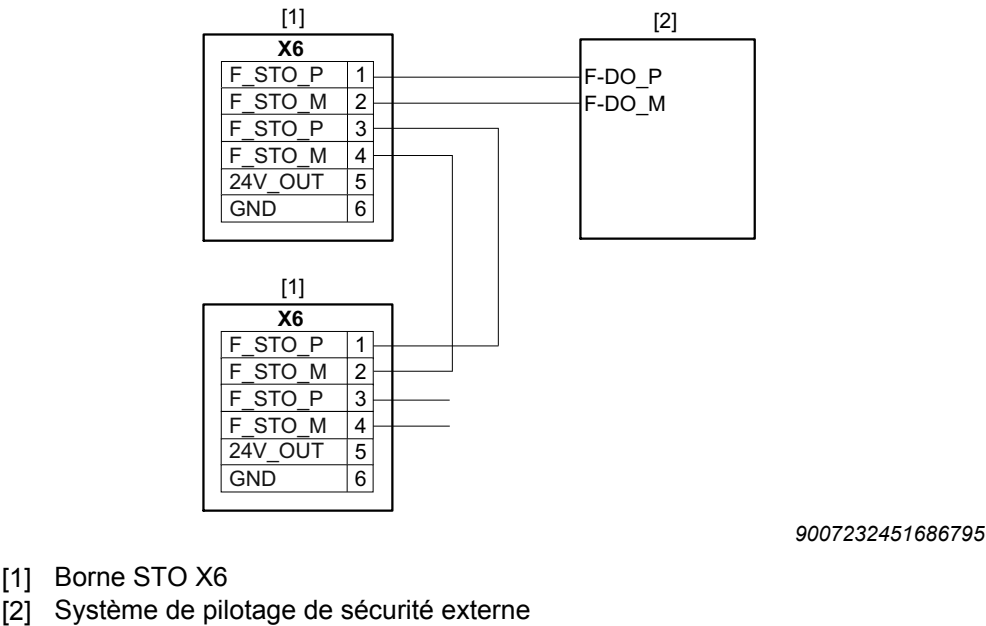 [1]
[2]
X6
F_STO_P 1
F_STO_M 2
F_STO_P 3
F_STO_M 4
24V_OUT 5
GND 6
F-DO_P
F-DO_M
[1]
X6
F_STO_P 1
F_STO_M 2
F_STO_P 3
F_STO_M 4
24V_OUT 5
GND 6
9007232451686795
[1] Borne STO X6
[2] Système de pilotage de sécurité externe